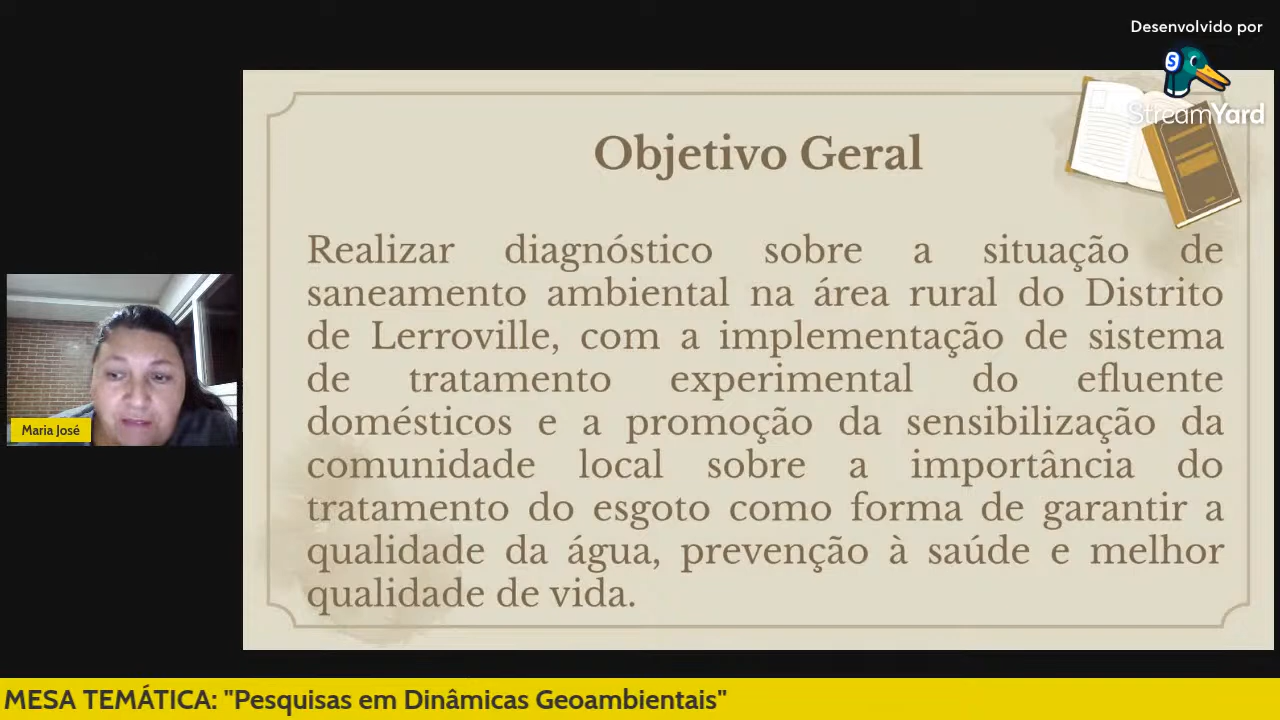 Desenvolvido por
S
StreamYard
Objetivo Geral
Realizar diagnóstico sobre a situação de
saneamento ambiental na área rural do Distrito
de Lerroville, com a implementação de sistema
de tratamento experimental do efluente
domésticos e a promoção da sensibilização da
comunidade local sobre a importância do
tratamento do esgoto como forma de garantir a
qualidade da água, prevenção à saúde e melhor
qualidade de vida.
Maria José
MESA TEMÁTICA: "Pesquisas em Dinâmicas Geoambientais"